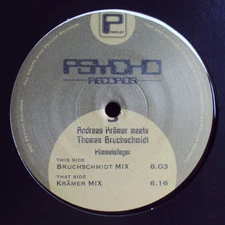 P
PSYCHO
RECORDS
Andreas Krämer meets
Thomas Bruchschmidt
THIS SIDE
BRUCHSCHMIDT MIX 6.03
THAT SIDE
KRÄMER MIX 6.16